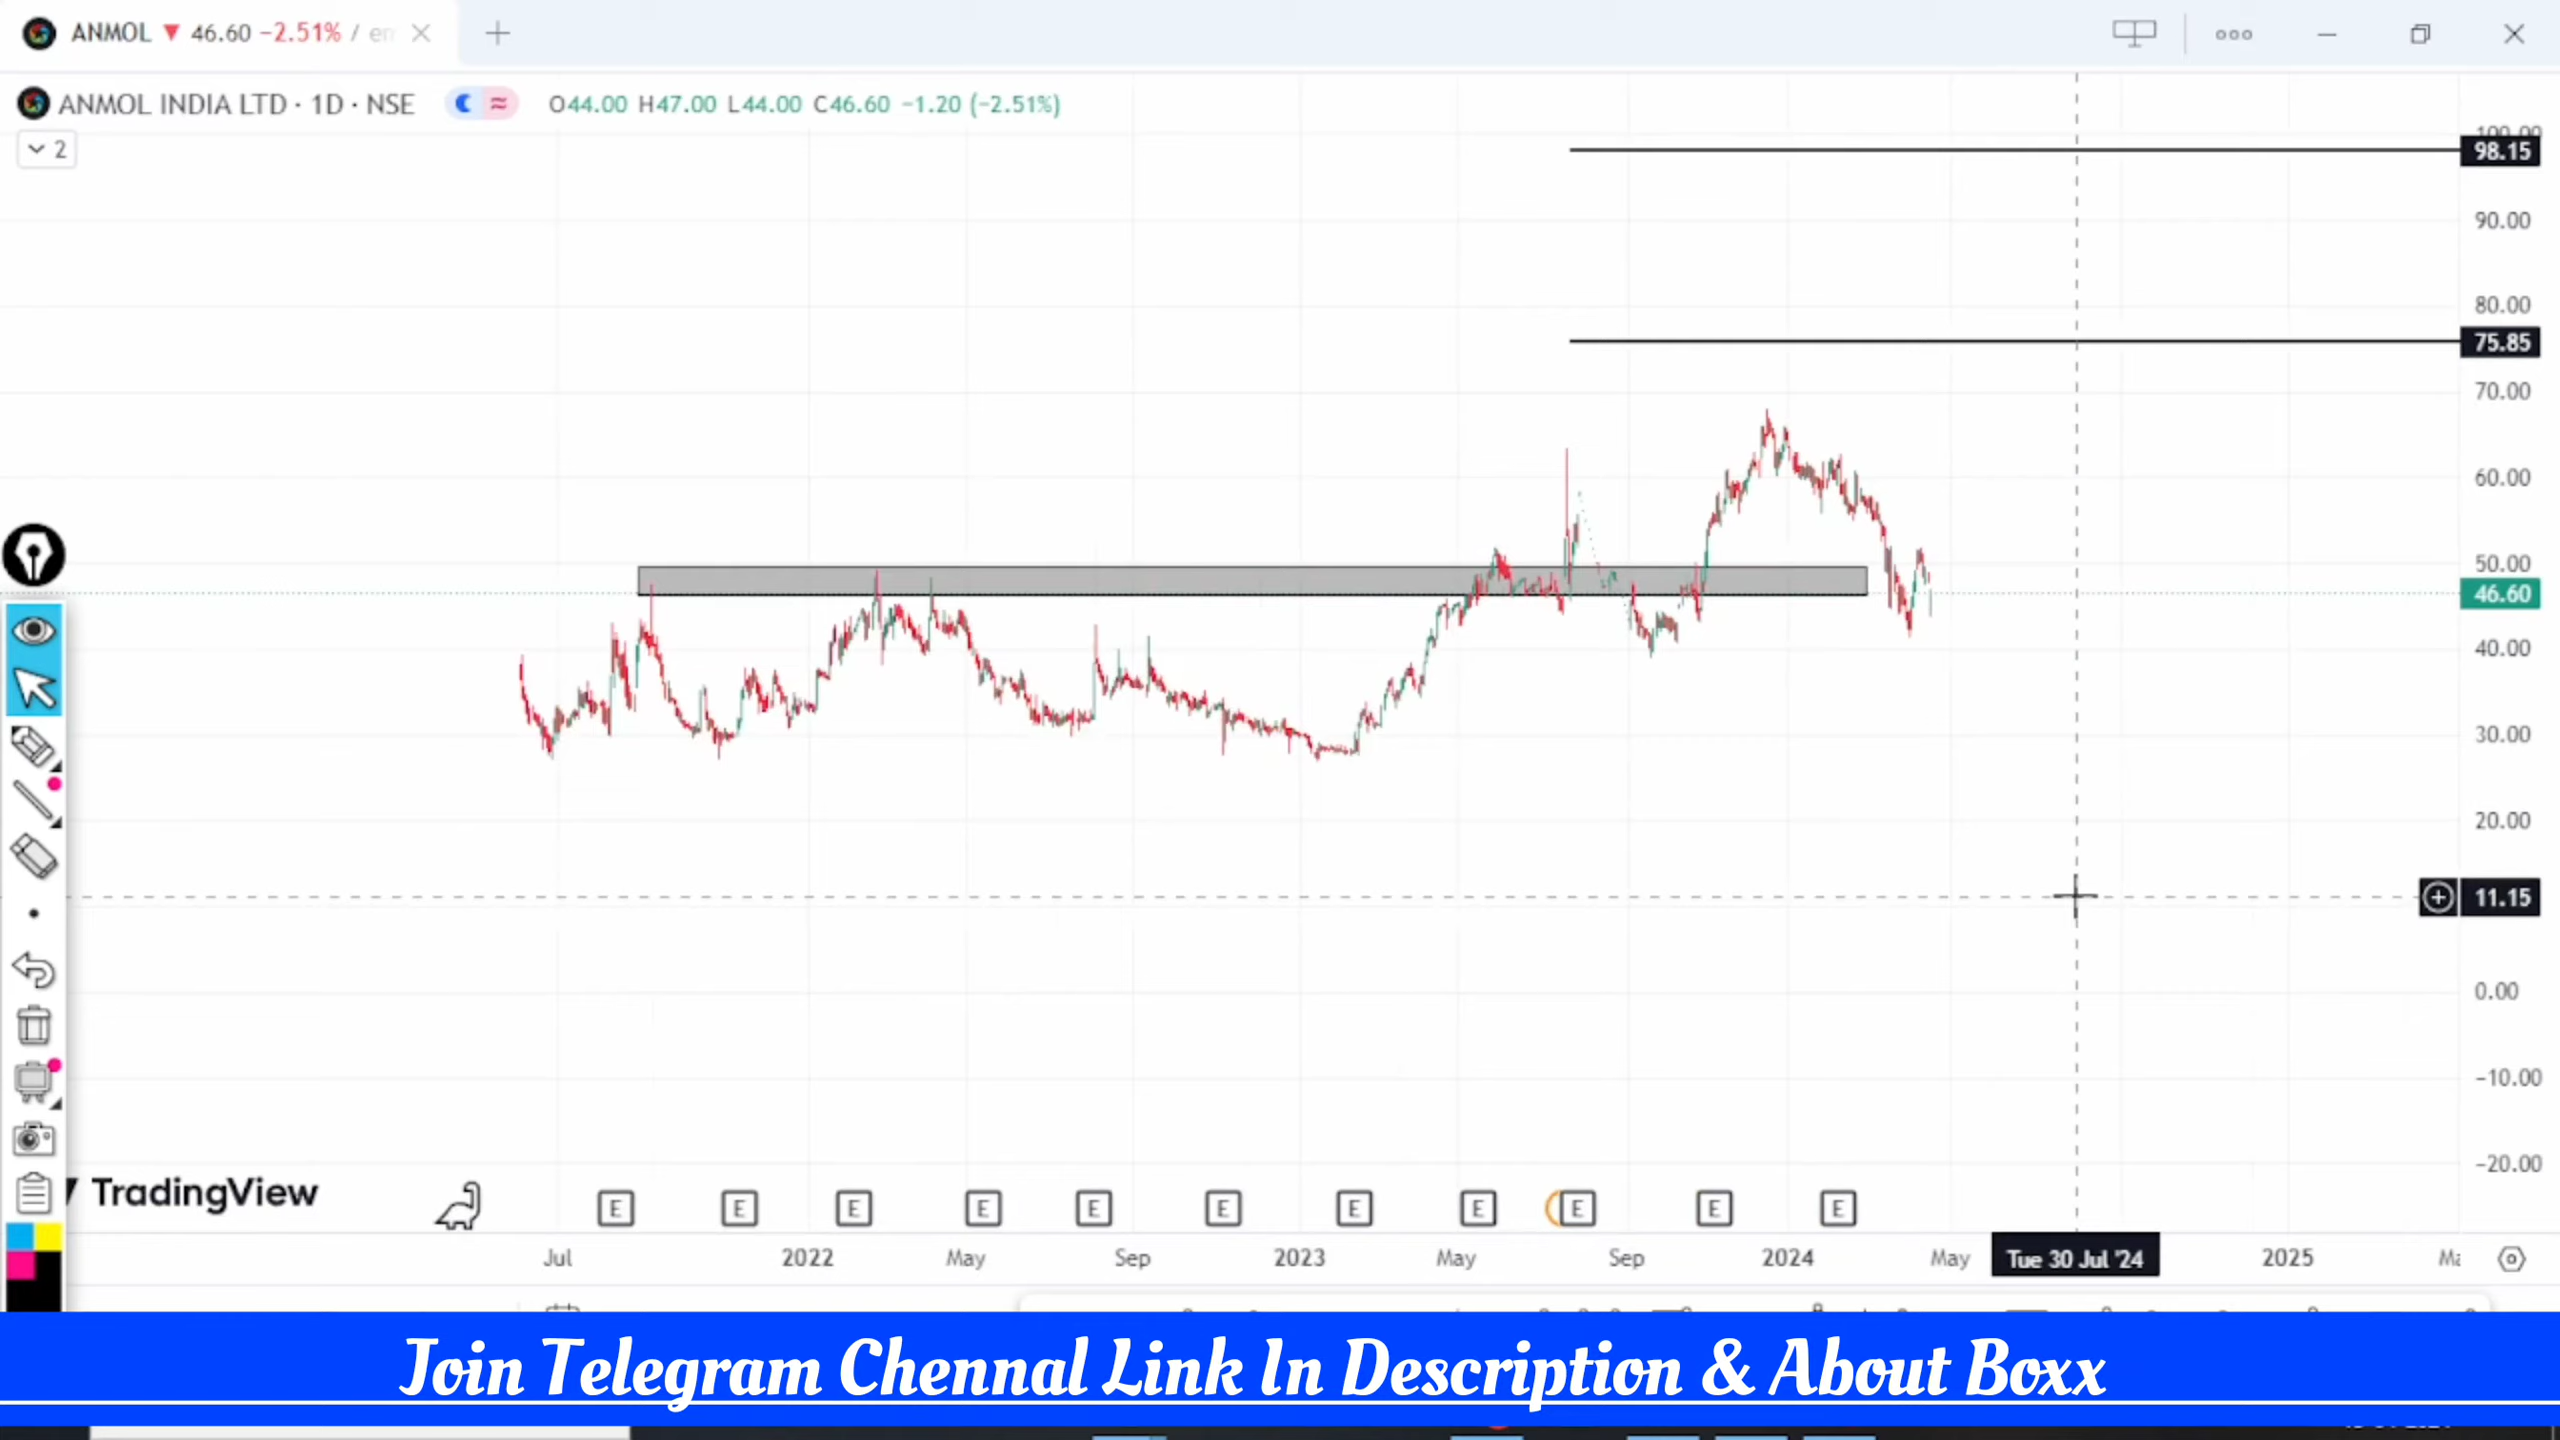 ANMOL ▼ 46.60 −2.51% /
ANMOL INDIA LTD · 1D · NSE O44.00 H47.00 L44.00 C46.60 −1.20 (−2.51%)
2
100.00
98.15
90.00
80.00
75.85
70.00
60.00
50.00
46.60
40.00
30.00
20.00
11.15
0.00
−10.00
−20.00
TradingView
E E E E E E E E E E E
Jul 2022 May Sep 2023 May Sep 2024 May Tue 30 Jul '24 2025
Join Telegram Chennal Link In Description & About Boxx